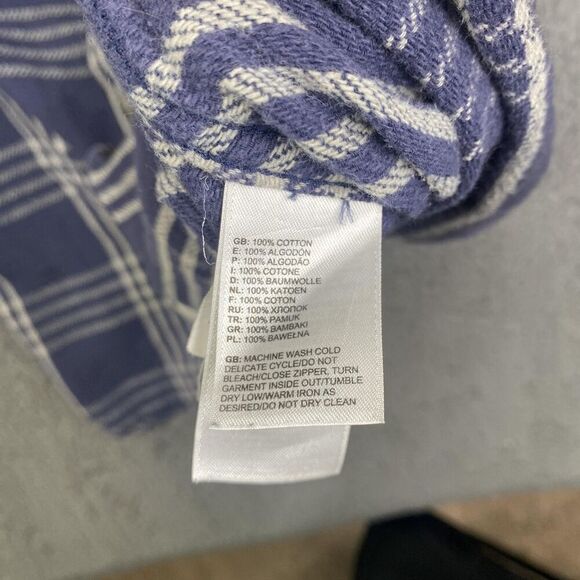 GB: 100% COTTON
E: 100% ALGODÓN
P: 100% ALGODÃO
I: 100% COTONE
D: 100% BAUMWOLLE
NL: 100% KATOEN
F: 100% COTON
RU: 100% ХЛОПОК
TR: 100% PAMUK
GR: 100% BAMBAKI
PL: 100% BAWEŁNA
GB: MACHINE WASH COLD
DELICATE CYCLE/DO NOT
BLEACH/CLOSE ZIPPER, TURN
GARMENT INSIDE OUT/TUMBLE
DRY LOW/WARM IRON AS
DESIRED/DO NOT DRY CLEAN